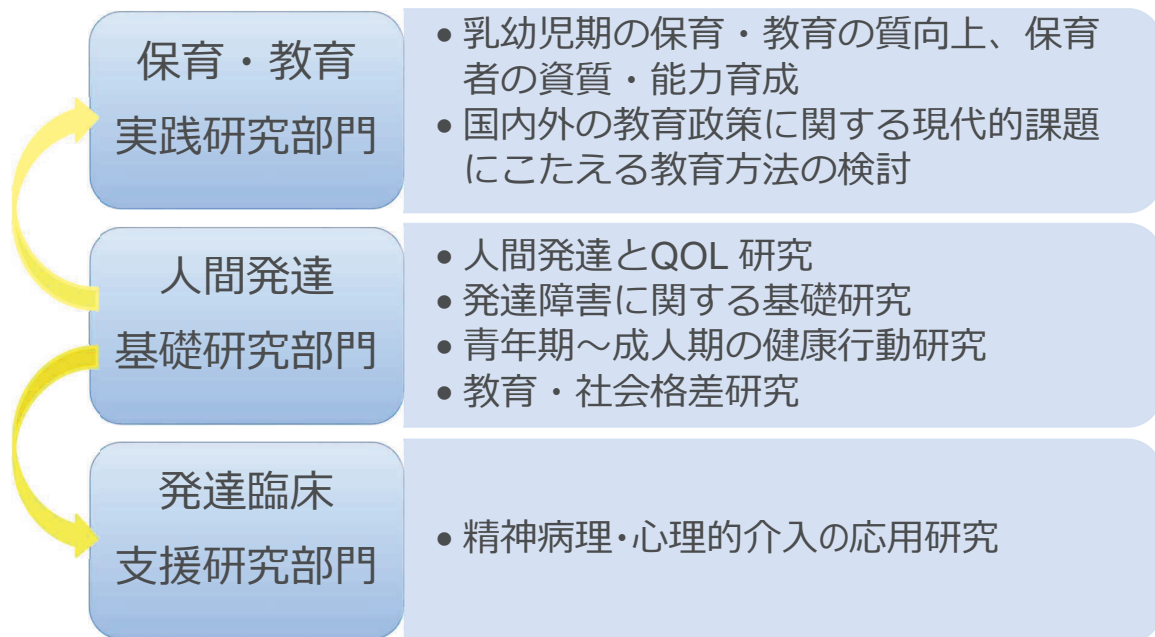 保育・教育
実践研究部門
• 乳幼児期の保育・教育の質向上、保育
者の資質・能力育成
• 国内外の教育政策に関する現代的課題
にこたえる教育方法の検討
人間発達
基礎研究部門
• 人間発達とQOL 研究
• 発達障害に関する基礎研究
• 青年期～成人期の健康行動研究
• 教育・社会格差研究
発達臨床
支援研究部門
• 精神病理･心理的介入の応用研究